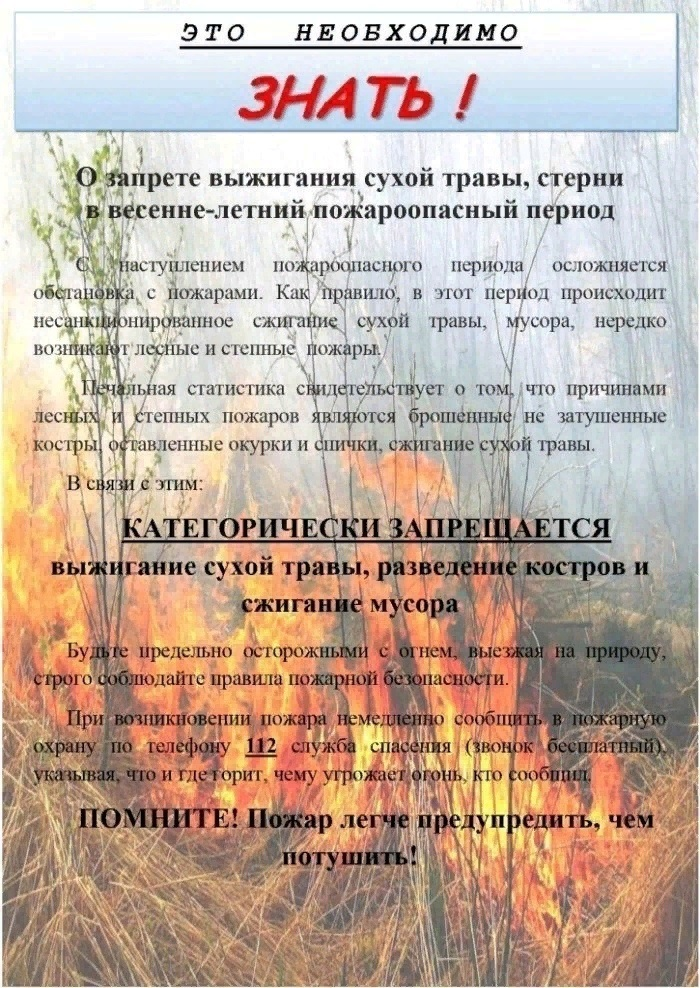 ЭТО НЕОБХОДИМО
ЗНАТЬ !
О запрете выжигания сухой травы, стерни
в весенне-летний пожароопасный период
С наступлением пожароопасного периода осложняется
обстановка с пожарами. Как правило, в этот период происходит
несанкционированное сжигание сухой травы, мусора, нередко
возникают лесные и степные пожары.
Печальная статистика свидетельствует о том, что причинами
лесных и степных пожаров являются брошенные не затушенные
костры, оставленные окурки и спички, сжигание сухой травы.
В связи с этим:
КАТЕГОРИЧЕСКИ ЗАПРЕЩАЕТСЯ
выжигание сухой травы, разведение костров и
сжигание мусора
Будьте предельно осторожными с огнем, выезжая на природу,
строго соблюдайте правила пожарной безопасности.
При возникновении пожара немедленно сообщить в пожарную
охрану по телефону 112 служба спасения (звонок бесплатный),
указывая, что и где горит, чему угрожает огонь, кто сообщил.
ПОМНИТЕ! Пожар легче предупредить, чем
потушить!